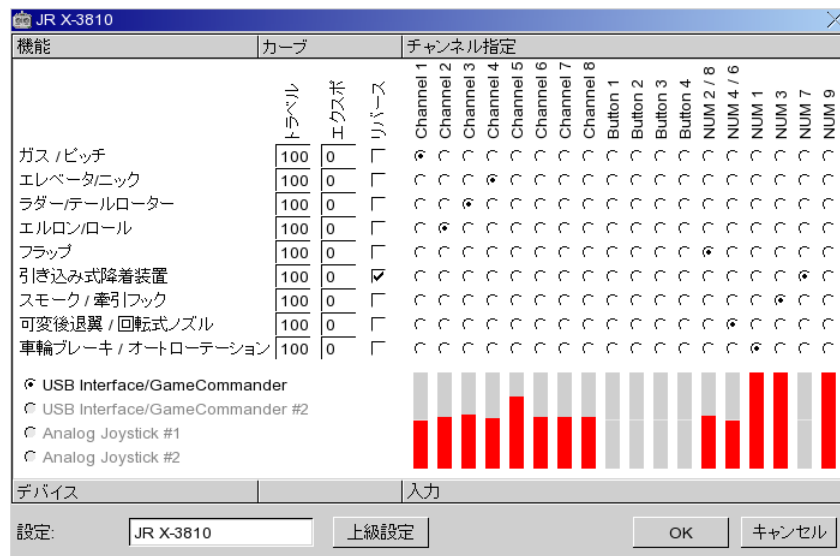 JR X-3810
機能 カーブ チャンネル指定
トラベル エクスポ リバース Channel 1 Channel 2 Channel 3 Channel 4 Channel 5 Channel 6 Channel 7 Channel 8 Button 1 Button 2 Button 3 Button 4 NUM 2 / 8 NUM 4 / 6 NUM 1 NUM 3 NUM 7 NUM 9
ガス / ピッチ 100 0
エレベータ/ニック 100 0
ラダー/テールローター 100 0
エルロン/ロール 100 0
フラップ 100 0
引き込み式降着装置 100 0
スモーク / 牽引フック 100 0
可変後退翼 / 回転式ノズル 100 0
車輪ブレーキ / オートローテーション 100 0
USB Interface/GameCommander
USB Interface/GameCommander #2
Analog Joystick #1
Analog Joystick #2
デバイス 入力
設定: JR X-3810 上級設定 OK キャンセル